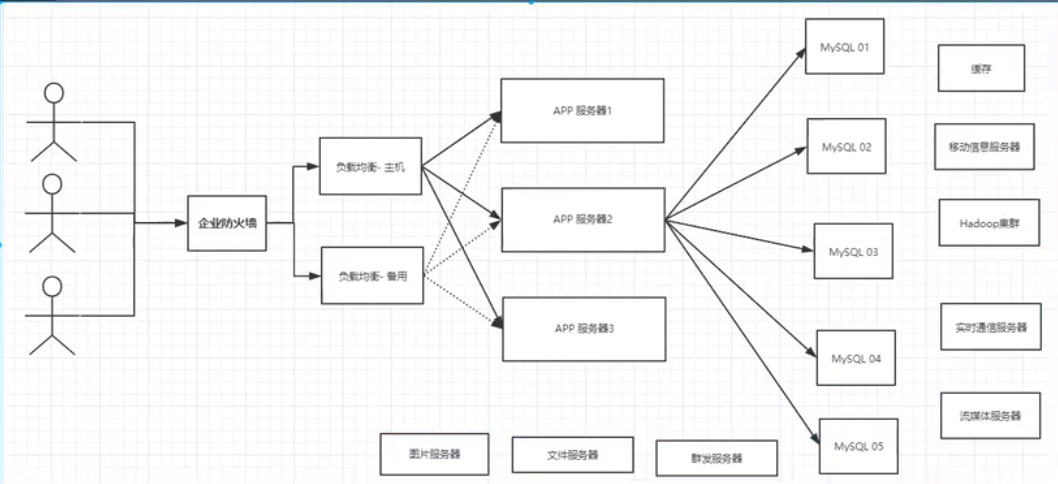 企业防火墙
负载均衡- 主机
负载均衡- 备用
APP 服务器1
APP 服务器2
APP 服务器3
MySQL 01
MySQL 02
MySQL 03
MySQL 04
MySQL 05
缓存
移动信息服务器
Hadoop集群
实时通信服务器
流媒体服务器
图片服务器
文件服务器
群发服务器